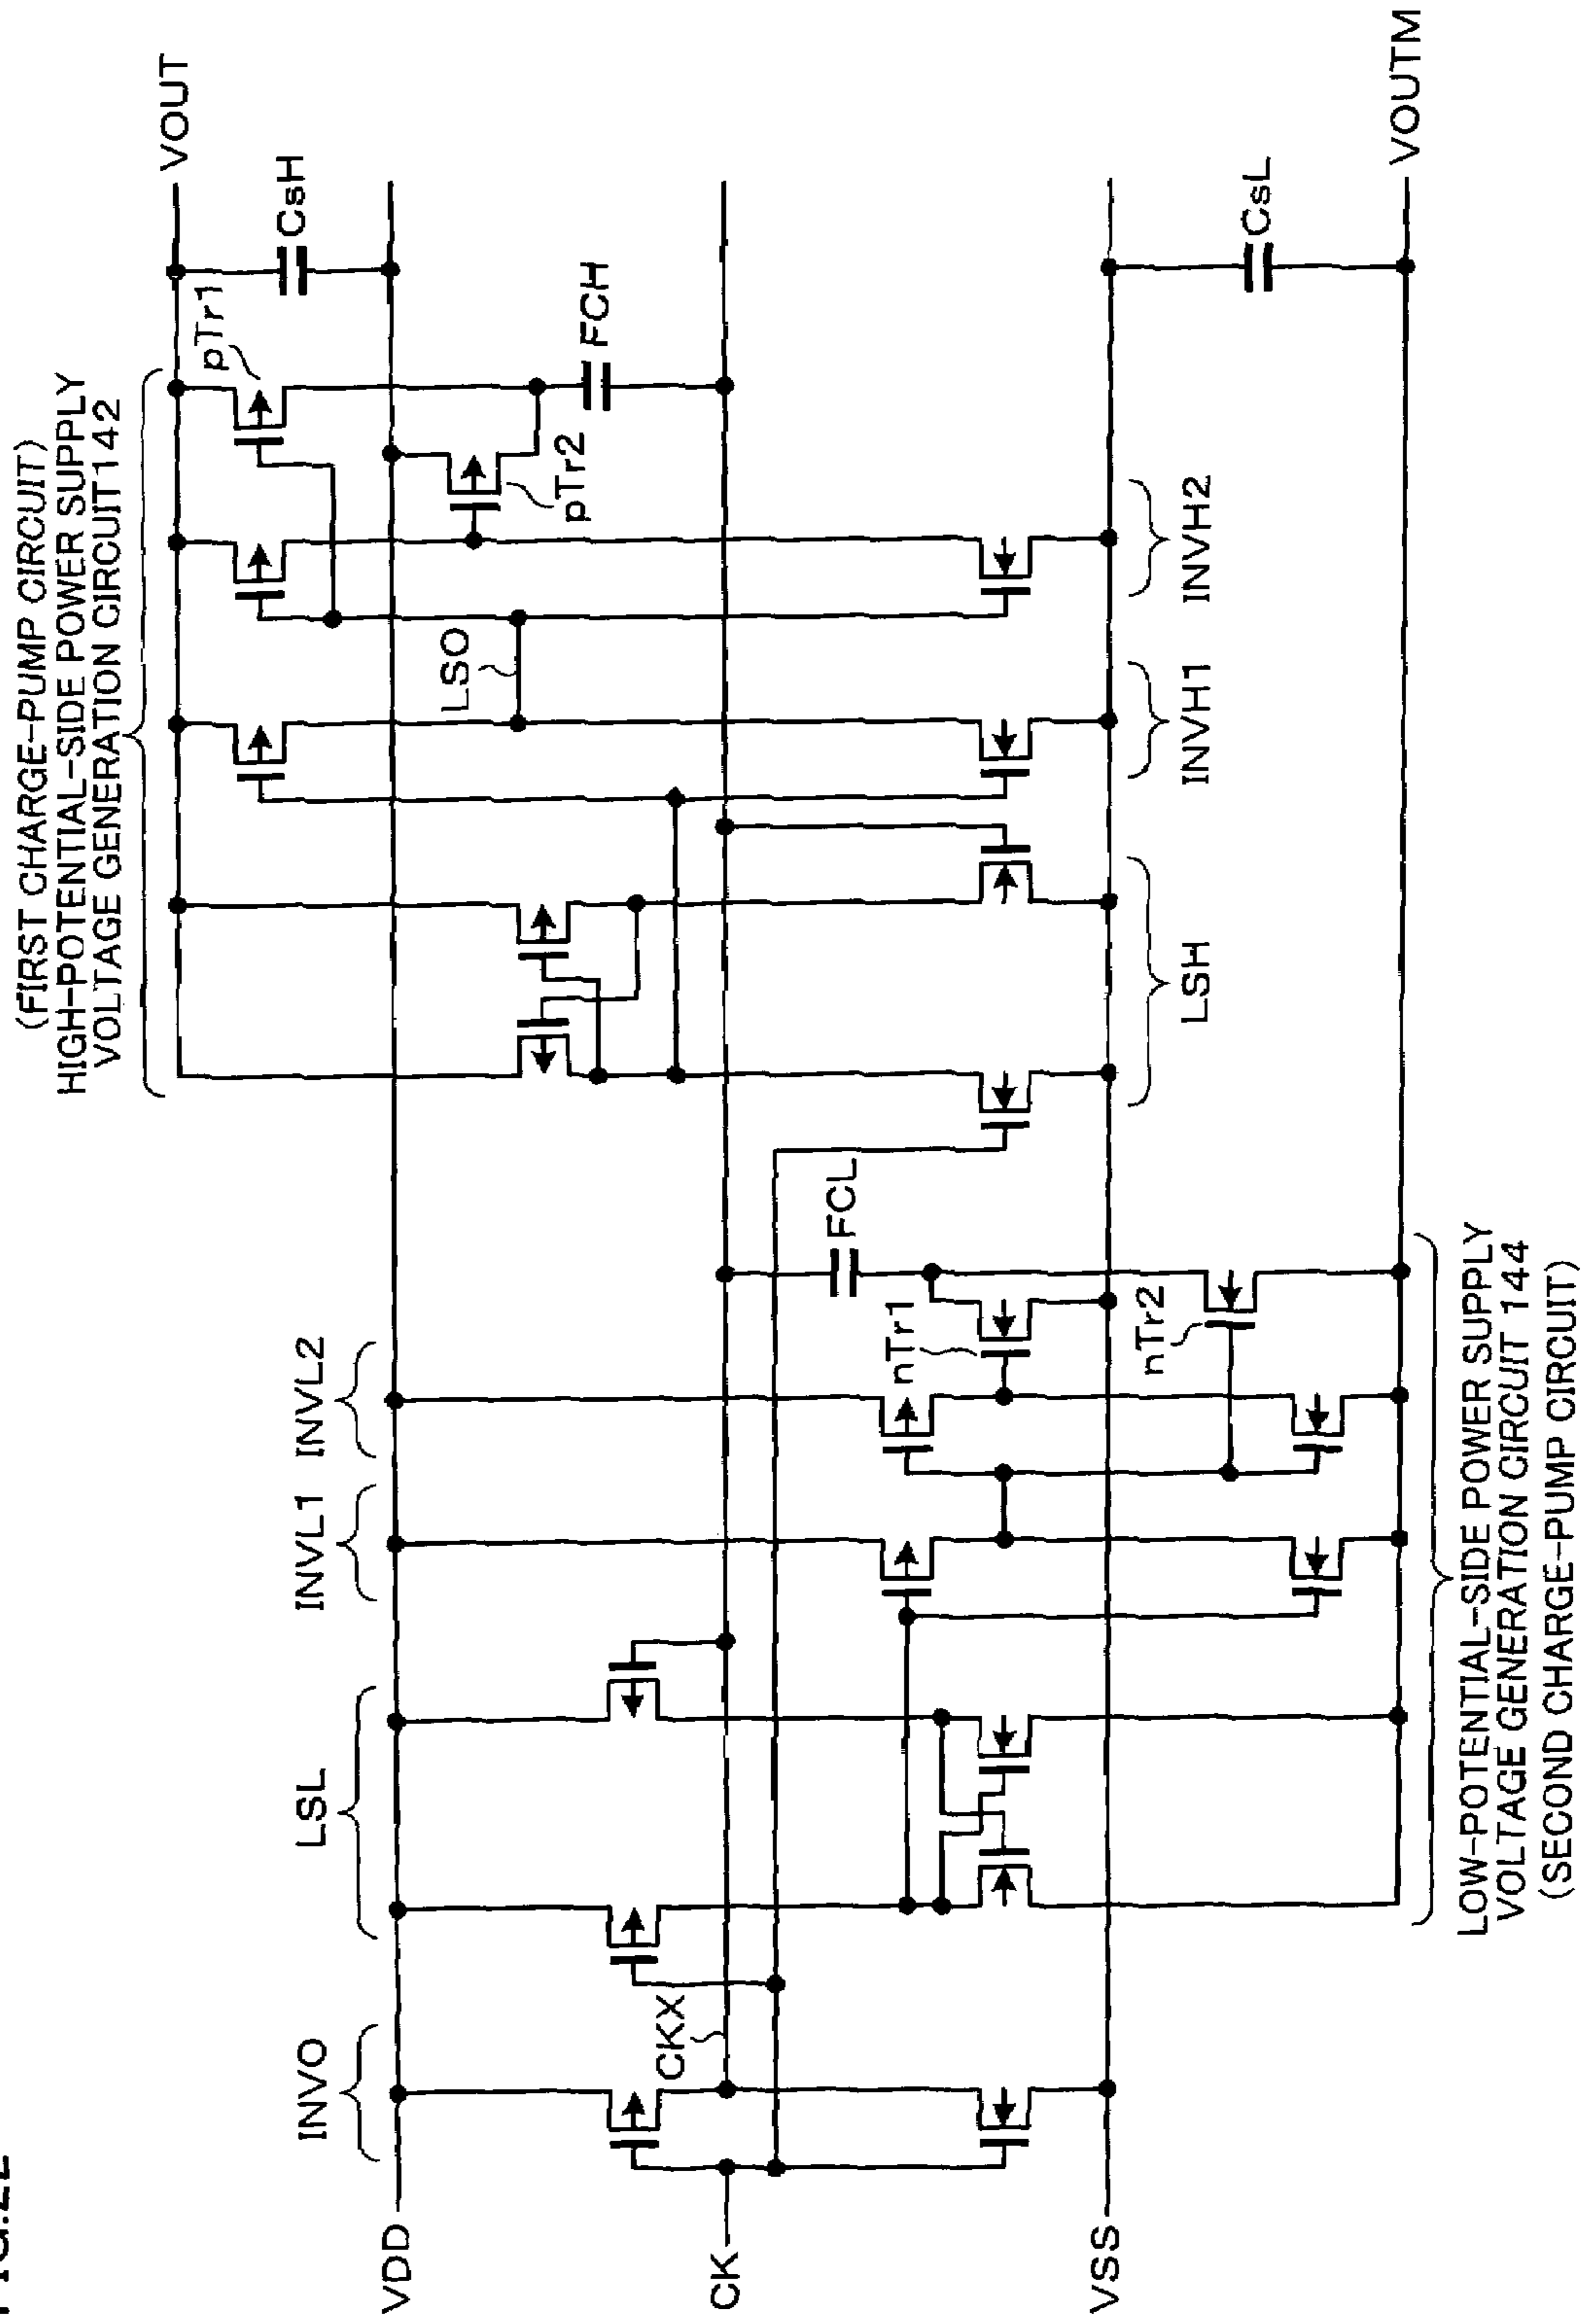 (FIRST CHARGE-PUMP CIRCUIT)
HIGH-POTENTIAL-SIDE POWER SUPPLY
VOLTAGE GENERATION CIRCUIT142
VOUT
pTr1
CsH
INVO
LSL
INVL1
INVL2
VDD
LSO
pTr2
FCH
CKX
CK
FCL
nTr1
VSS
nTr2
LSH
INVH1
INVH2
CsL
VOUTM
LOW-POTENTIAL-SIDE POWER SUPPLY
VOLTAGE GENERATION CIRCUIT 144
(SECOND CHARGE-PUMP CIRCUIT)